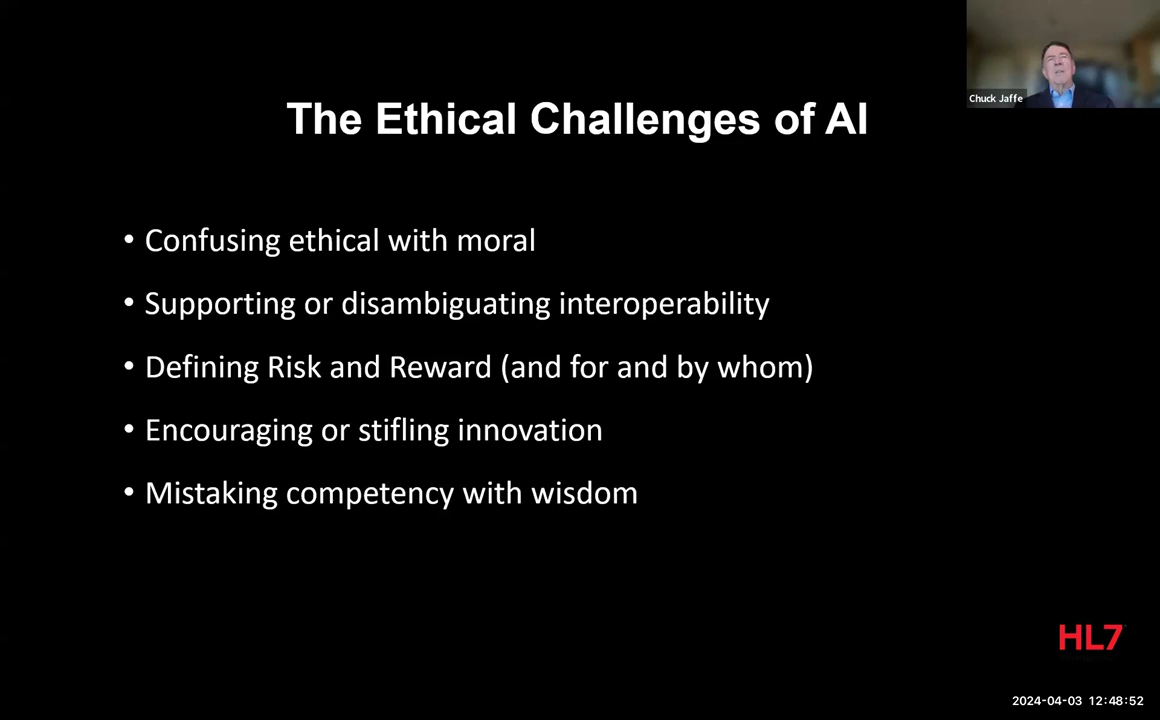 Chuck Jaffe
The Ethical Challenges of AI
• Confusing ethical with moral
• Supporting or disambiguating interoperability
• Defining Risk and Reward (and for and by whom)
• Encouraging or stifling innovation
• Mistaking competency with wisdom
HL7
2024-04-03 12:48:52